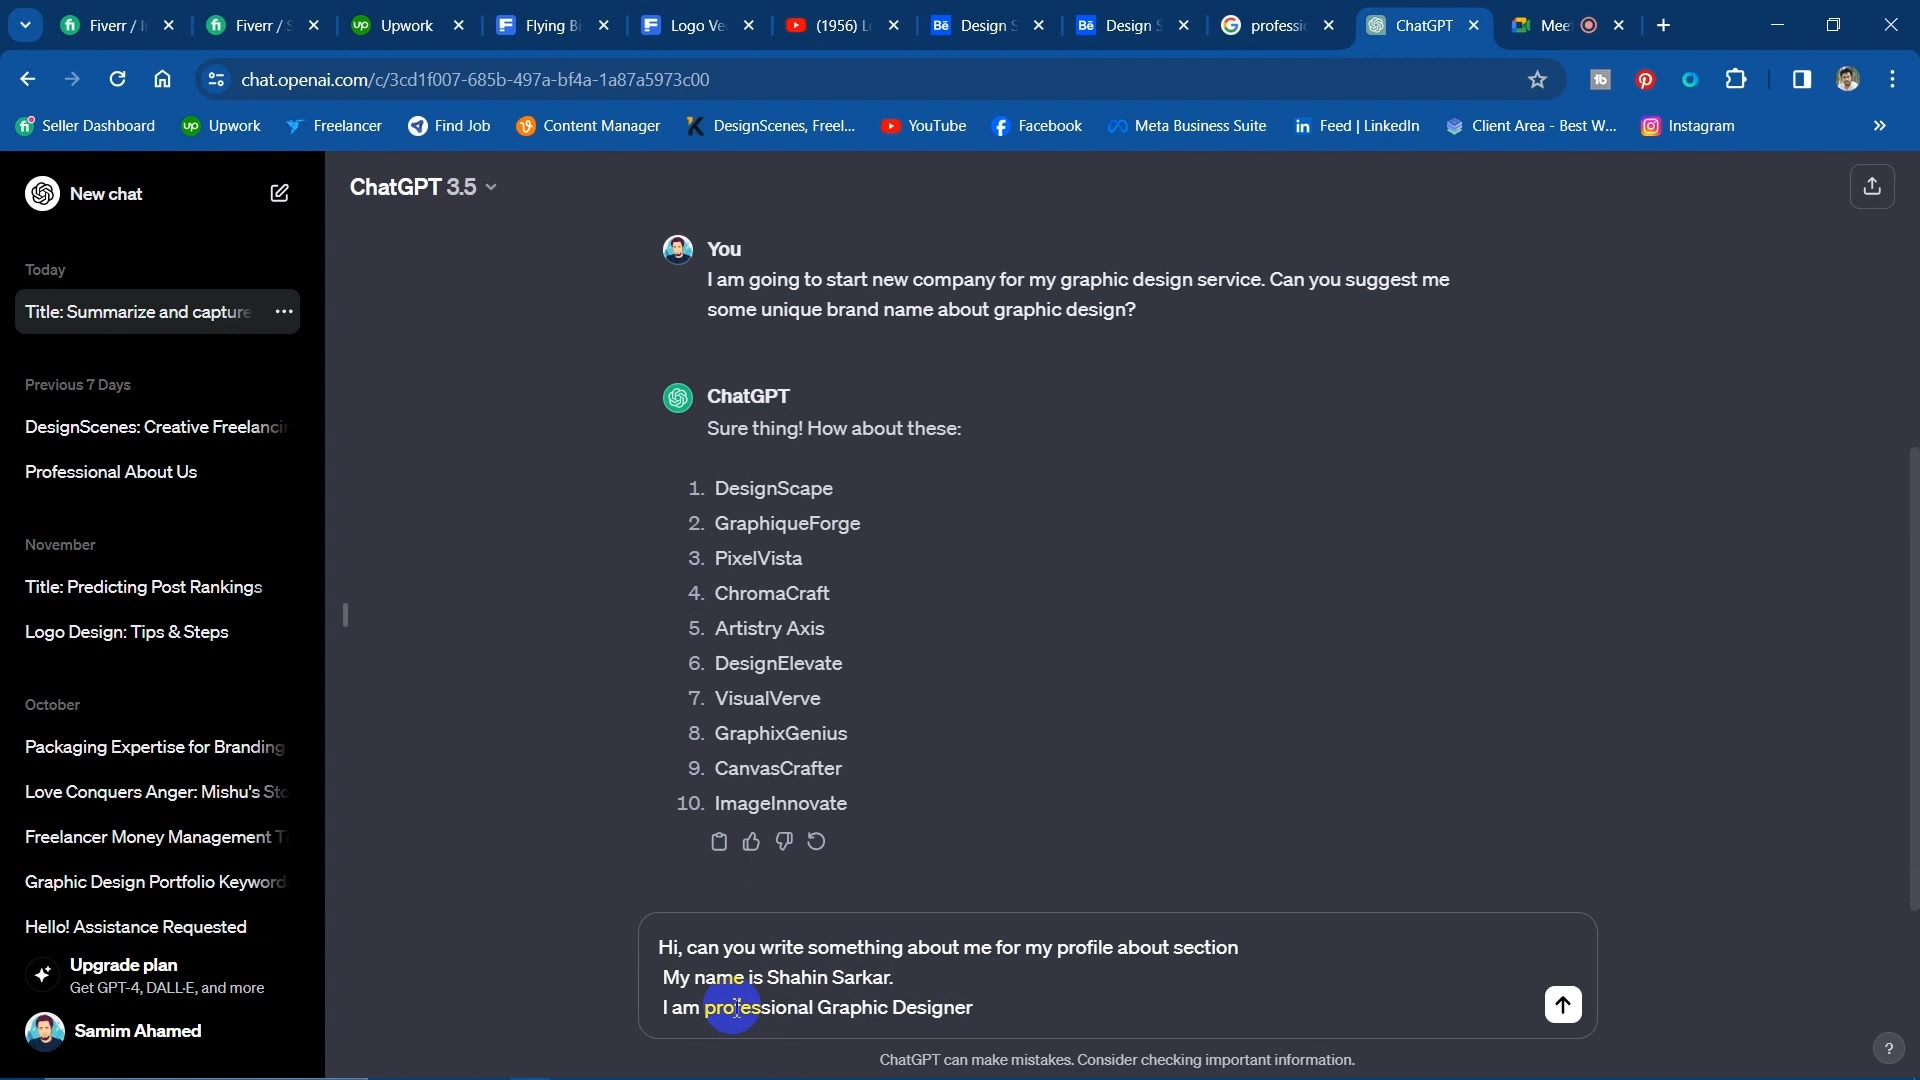 Fiverr / I
Fiverr / S
Upwork
Flying Bi
Logo Ve
(1956) L
Design S
Design S
professi
ChatGPT
Mee
chat.openai.com/c/3cd1f007-685b-497a-bf4a-1a87a5973c00
Seller Dashboard
Upwork
Freelancer
Find Job
Content Manager
DesignScenes, Freel...
YouTube
Facebook
Meta Business Suite
Feed | LinkedIn
Client Area - Best W...
Instagram
New chat
Today
Title: Summarize and capture
Previous 7 Days
DesignScenes: Creative Freelanci
Professional About Us
November
Title: Predicting Post Rankings
Logo Design: Tips & Steps
October
Packaging Expertise for Branding
Love Conquers Anger: Mishu's Sto
Freelancer Money Management T
Graphic Design Portfolio Keyword
Hello! Assistance Requested
Upgrade plan
Get GPT-4, DALL·E, and more
Samim Ahamed
ChatGPT 3.5
You
I am going to start new company for my graphic design service. Can you suggest me
some unique brand name about graphic design?
ChatGPT
Sure thing! How about these:
1. DesignScape
2. GraphiqueForge
3. PixelVista
4. ChromaCraft
5. Artistry Axis
6. DesignElevate
7. VisualVerve
8. GraphixGenius
9. CanvasCrafter
10. ImageInnovate
Hi, can you write something about me for my profile about section
My name is Shahin Sarkar.
I am professional Graphic Designer
ChatGPT can make mistakes. Consider checking important information.
?